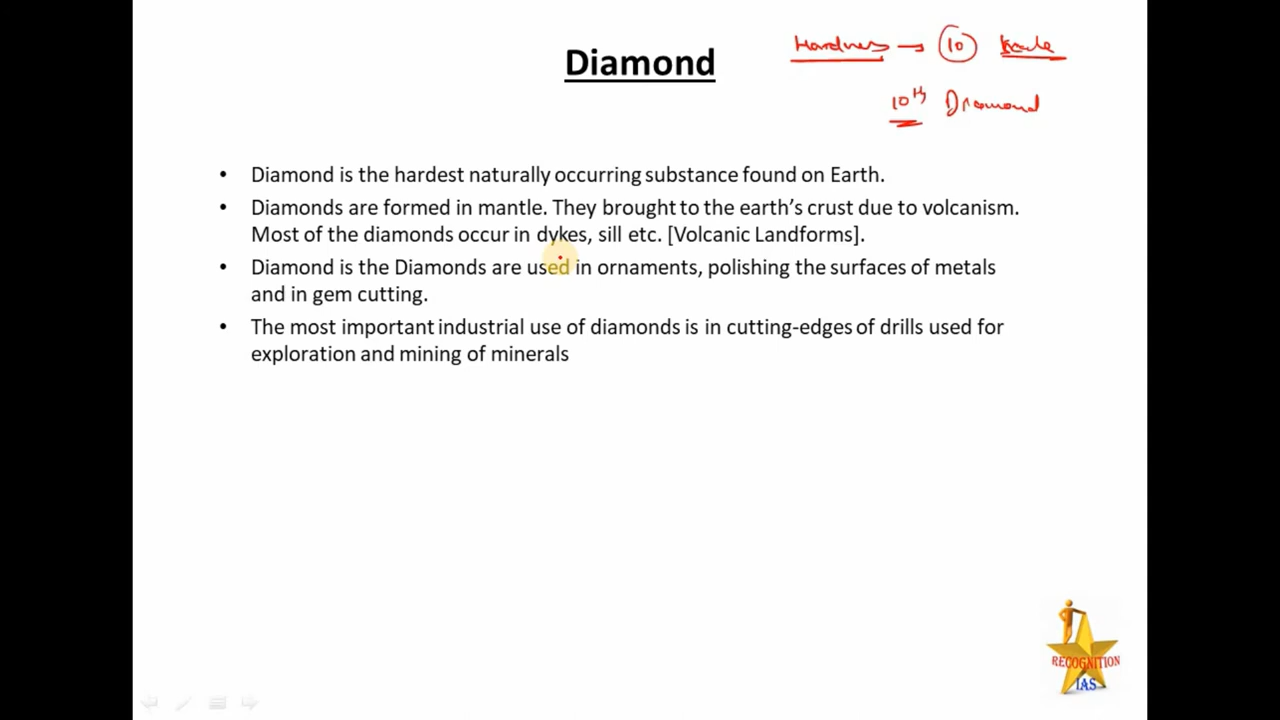 Hardness → 10 Scale
Diamond
10th Diamond
• Diamond is the hardest naturally occurring substance found on Earth.
• Diamonds are formed in mantle. They brought to the earth’s crust due to volcanism.
Most of the diamonds occur in dykes, sill etc. [Volcanic Landforms].
• Diamond is the Diamonds are used in ornaments, polishing the surfaces of metals
and in gem cutting.
• The most important industrial use of diamonds is in cutting-edges of drills used for
exploration and mining of minerals
RECOGNITION
IAS